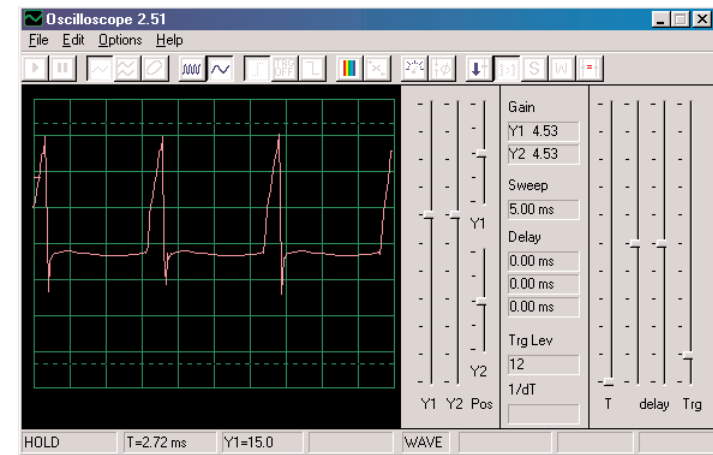 Oscilloscope 2.51
File Edit Options Help
TRG
OFF
S W
Gain
Y1 4.53
Y2 4.53
Sweep
5.00 ms
Y1
Delay
0.00 ms
0.00 ms
0.00 ms
Trg Lev
12
Y2
1/dT
Y1 Y2 Pos
T delay Trg
HOLD T=2.72 ms Y1=15.0 WAVE